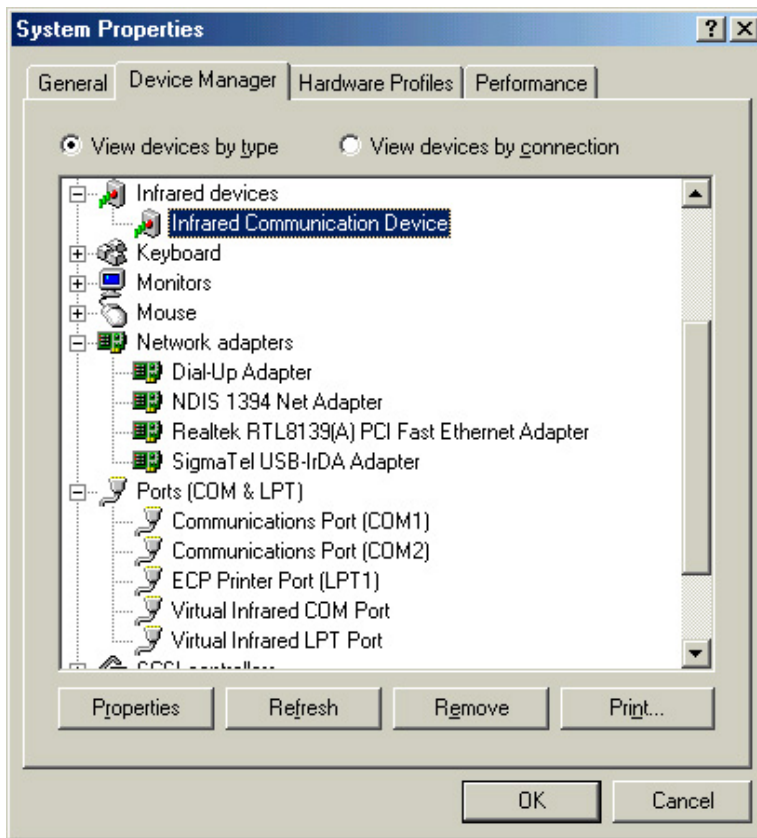 System Properties
General Device Manager Hardware Profiles Performance
View devices by type View devices by connection
Infrared devices
Infrared Communication Device
Keyboard
Monitors
Mouse
Network adapters
Dial-Up Adapter
NDIS 1394 Net Adapter
Realtek RTL8139(A) PCI Fast Ethernet Adapter
SigmaTel USB-IrDA Adapter
Ports (COM & LPT)
Communications Port (COM1)
Communications Port (COM2)
ECP Printer Port (LPT1)
Virtual Infrared COM Port
Virtual Infrared LPT Port
SCSI controllers
Properties Refresh Remove Print...
OK Cancel